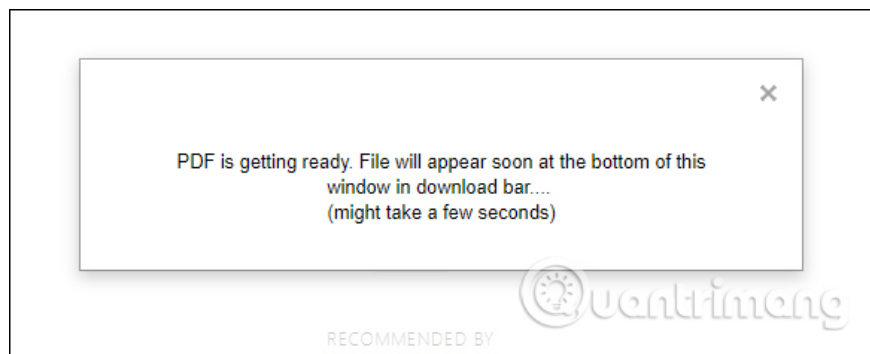 PDF is getting ready. File will appear soon at the bottom of this
window in download bar....
(might take a few seconds)
Quantrimang
RECOMMENDED BY